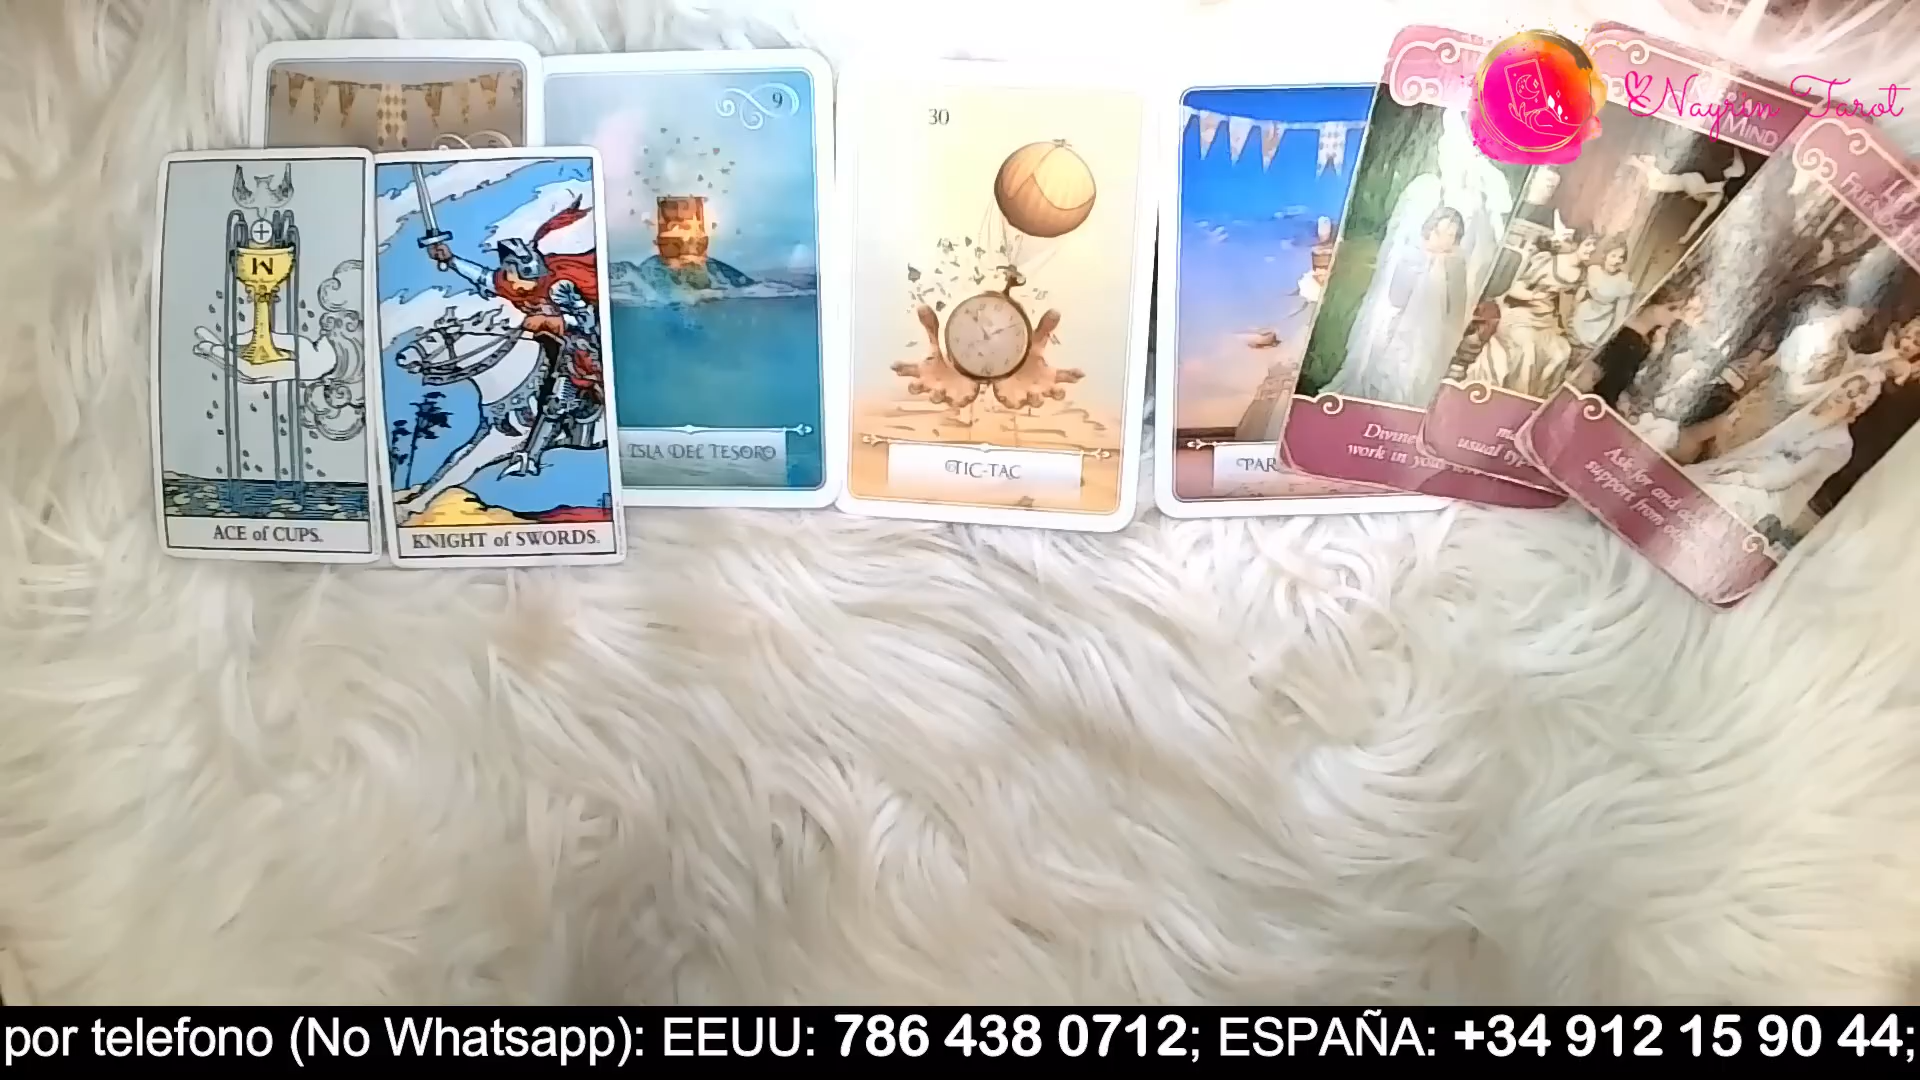 Nayrin Tarot
9
30
MIND
ISLA DEL TESORO
TIC-TAC
PAR
Divine
work in your
usual typ
Ask for and
support from
ACE of CUPS.
KNIGHT of SWORDS.
por telefono (No Whatsapp): EEUU: 786 438 0712; ESPAÑA: +34 912 15 90 44;